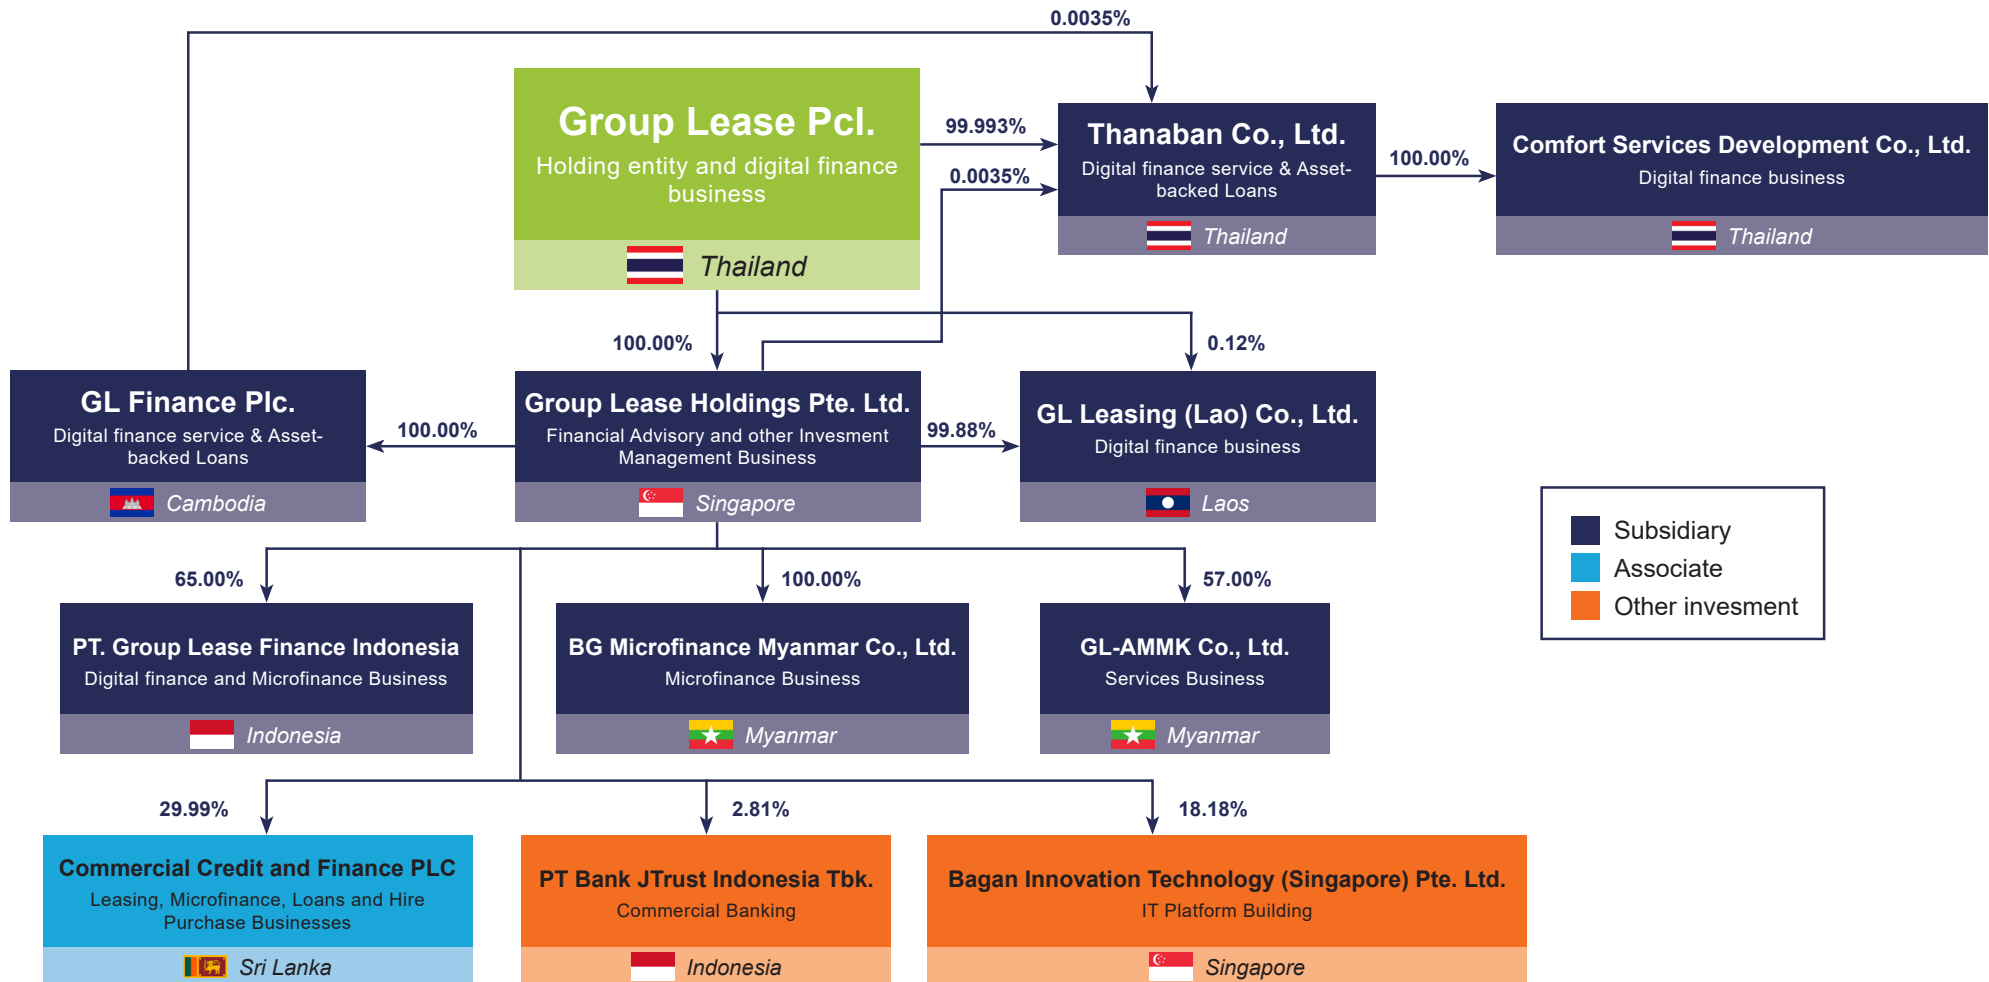 0.0035%
Group Lease Pcl.
Holding entity and digital finance
business
Thailand
99.993%
0.0035%
Thanaban Co., Ltd.
Digital finance service & Asset-
backed Loans
Thailand
100.00%
Comfort Services Development Co., Ltd.
Digital finance business
Thailand
100.00%
0.12%
GL Finance Plc.
Digital finance service & Asset-
backed Loans
Cambodia
100.00%
Group Lease Holdings Pte. Ltd.
Financial Advisory and other Invesment
Management Business
Singapore
99.88%
GL Leasing (Lao) Co., Ltd.
Digital finance business
Laos
Subsidiary
Associate
Other invesment
65.00%
100.00%
57.00%
PT. Group Lease Finance Indonesia
Digital finance and Microfinance Business
Indonesia
BG Microfinance Myanmar Co., Ltd.
Microfinance Business
Myanmar
GL-AMMK Co., Ltd.
Services Business
Myanmar
29.99%
2.81%
18.18%
Commercial Credit and Finance PLC
Leasing, Microfinance, Loans and Hire
Purchase Businesses
Sri Lanka
PT Bank JTrust Indonesia Tbk.
Commercial Banking
Indonesia
Bagan Innovation Technology (Singapore) Pte. Ltd.
IT Platform Building
Singapore